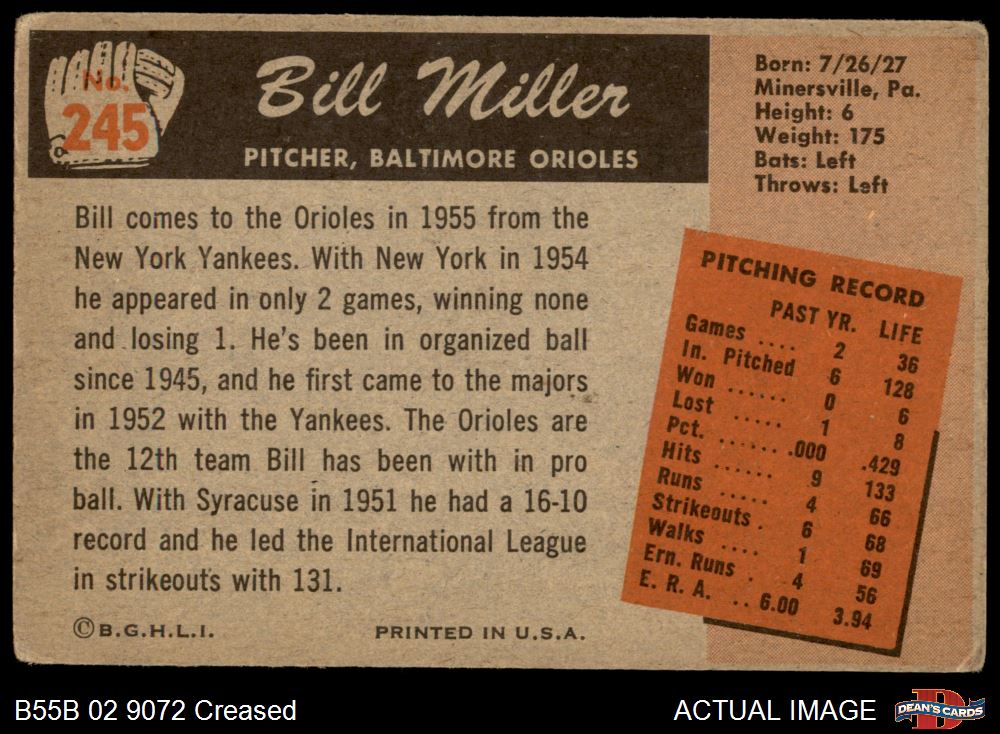 No.
245
Bill Miller
PITCHER, BALTIMORE ORIOLES
Born: 7/26/27
Minersville, Pa.
Height: 6
Weight: 175
Bats: Left
Throws: Left
Bill comes to the Orioles in 1955 from the
New York Yankees. With New York in 1954
he appeared in only 2 games, winning none
and losing 1. He's been in organized ball
since 1945, and he first came to the majors
in 1952 with the Yankees. The Orioles are
the 12th team Bill has been with in pro
ball. With Syracuse in 1951 he had a 16-10
record and he led the International League
in strikeouts with 131.
PITCHING RECORD
PAST YR. LIFE
Games .... 2 36
In. Pitched 6 128
Won ...... 0 6
Lost ..... 1 8
Pct. ...... .000 .429
Hits ...... 9 133
Runs ..... 4 66
Strikeouts . 6 68
Walks .... 1 69
Ern. Runs . 4 56
E. R. A. .. 6.00 3.94
©B.G.H.L.I.
PRINTED IN U.S.A.
B55B 02 9072 Creased
ACTUAL IMAGE
D
DEAN'S CARDS